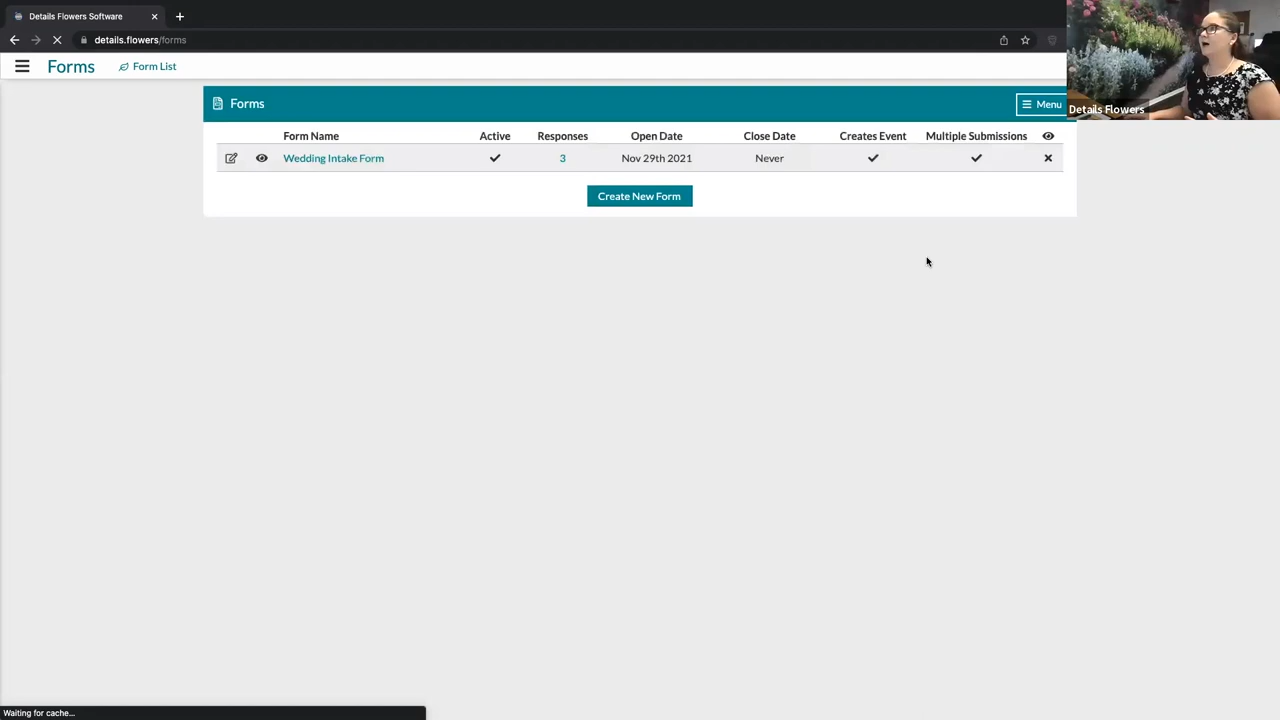 Details Flowers Software
details.flowers/forms
Forms
Form List
Forms
Menu
Details Flowers
Form Name Active Responses Open Date Close Date Creates Event Multiple Submissions
Wedding Intake Form 3 Nov 29th 2021 Never
Create New Form
Waiting for cache...